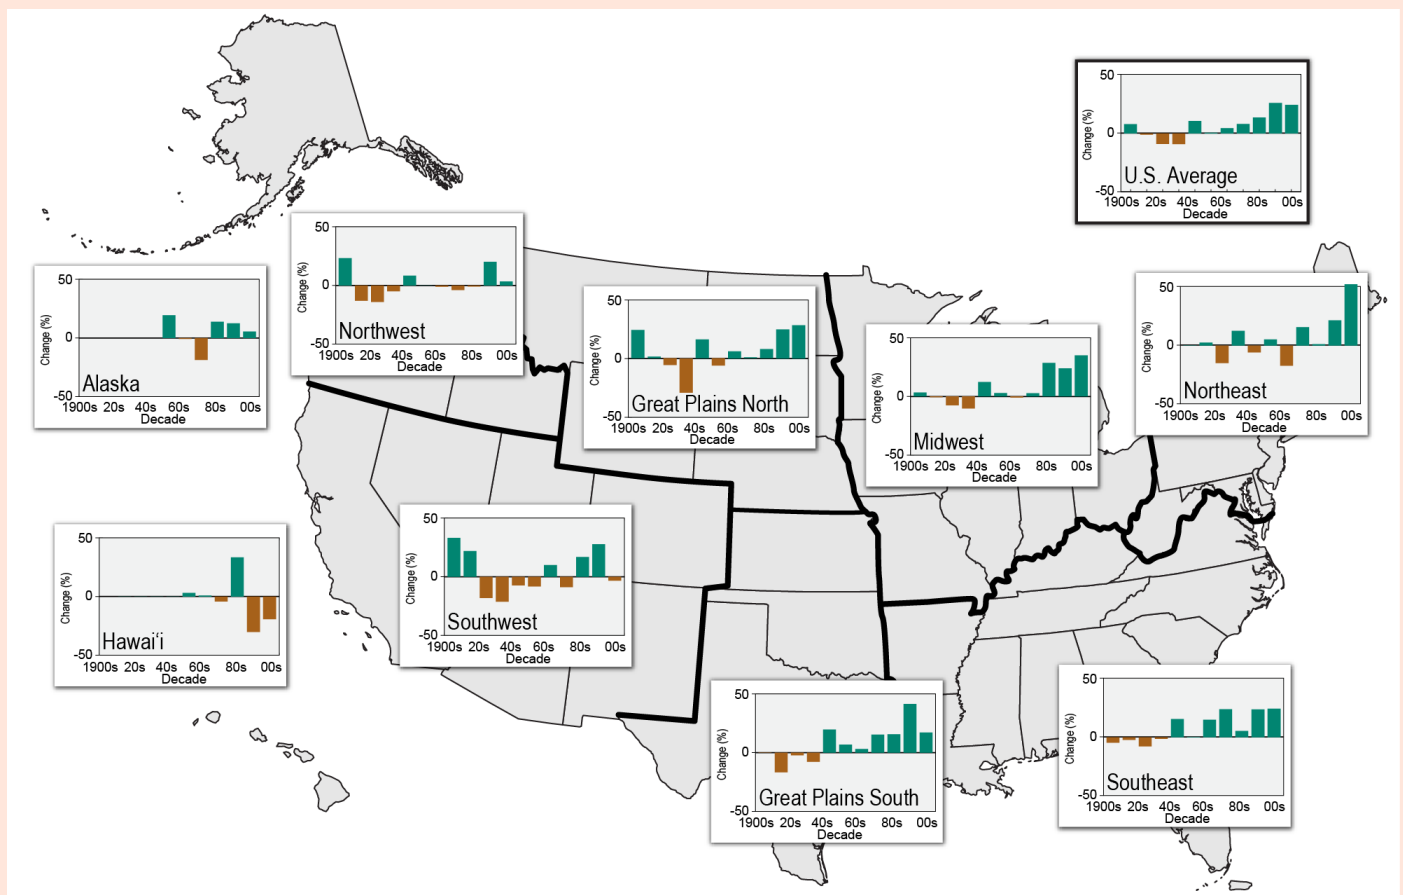 50
Change (%)
0
U.S. Average
-50
1900s 20s 40s 60s 80s 00s
Decade
50
Change (%)
0
Northwest
-50
1900s 20s 40s 60s 80s 00s
Decade
50
Change (%)
0
Alaska
-50
1900s 20s 40s 60s 80s 00s
Decade
50
Change (%)
0
Great Plains North
-50
1900s 20s 40s 60s 80s 00s
Decade
50
Change (%)
0
Midwest
-50
1900s 20s 40s 60s 80s 00s
Decade
50
Change (%)
0
Northeast
-50
1900s 20s 40s 60s 80s 00s
Decade
50
Change (%)
0
Hawai‘i
-50
1900s 20s 40s 60s 80s 00s
Decade
50
Change (%)
0
Southwest
-50
1900s 20s 40s 60s 80s 00s
Decade
50
Change (%)
0
Great Plains South
-50
1900s 20s 40s 60s 80s 00s
Decade
50
Change (%)
0
Southeast
-50
1900s 20s 40s 60s 80s 00s
Decade